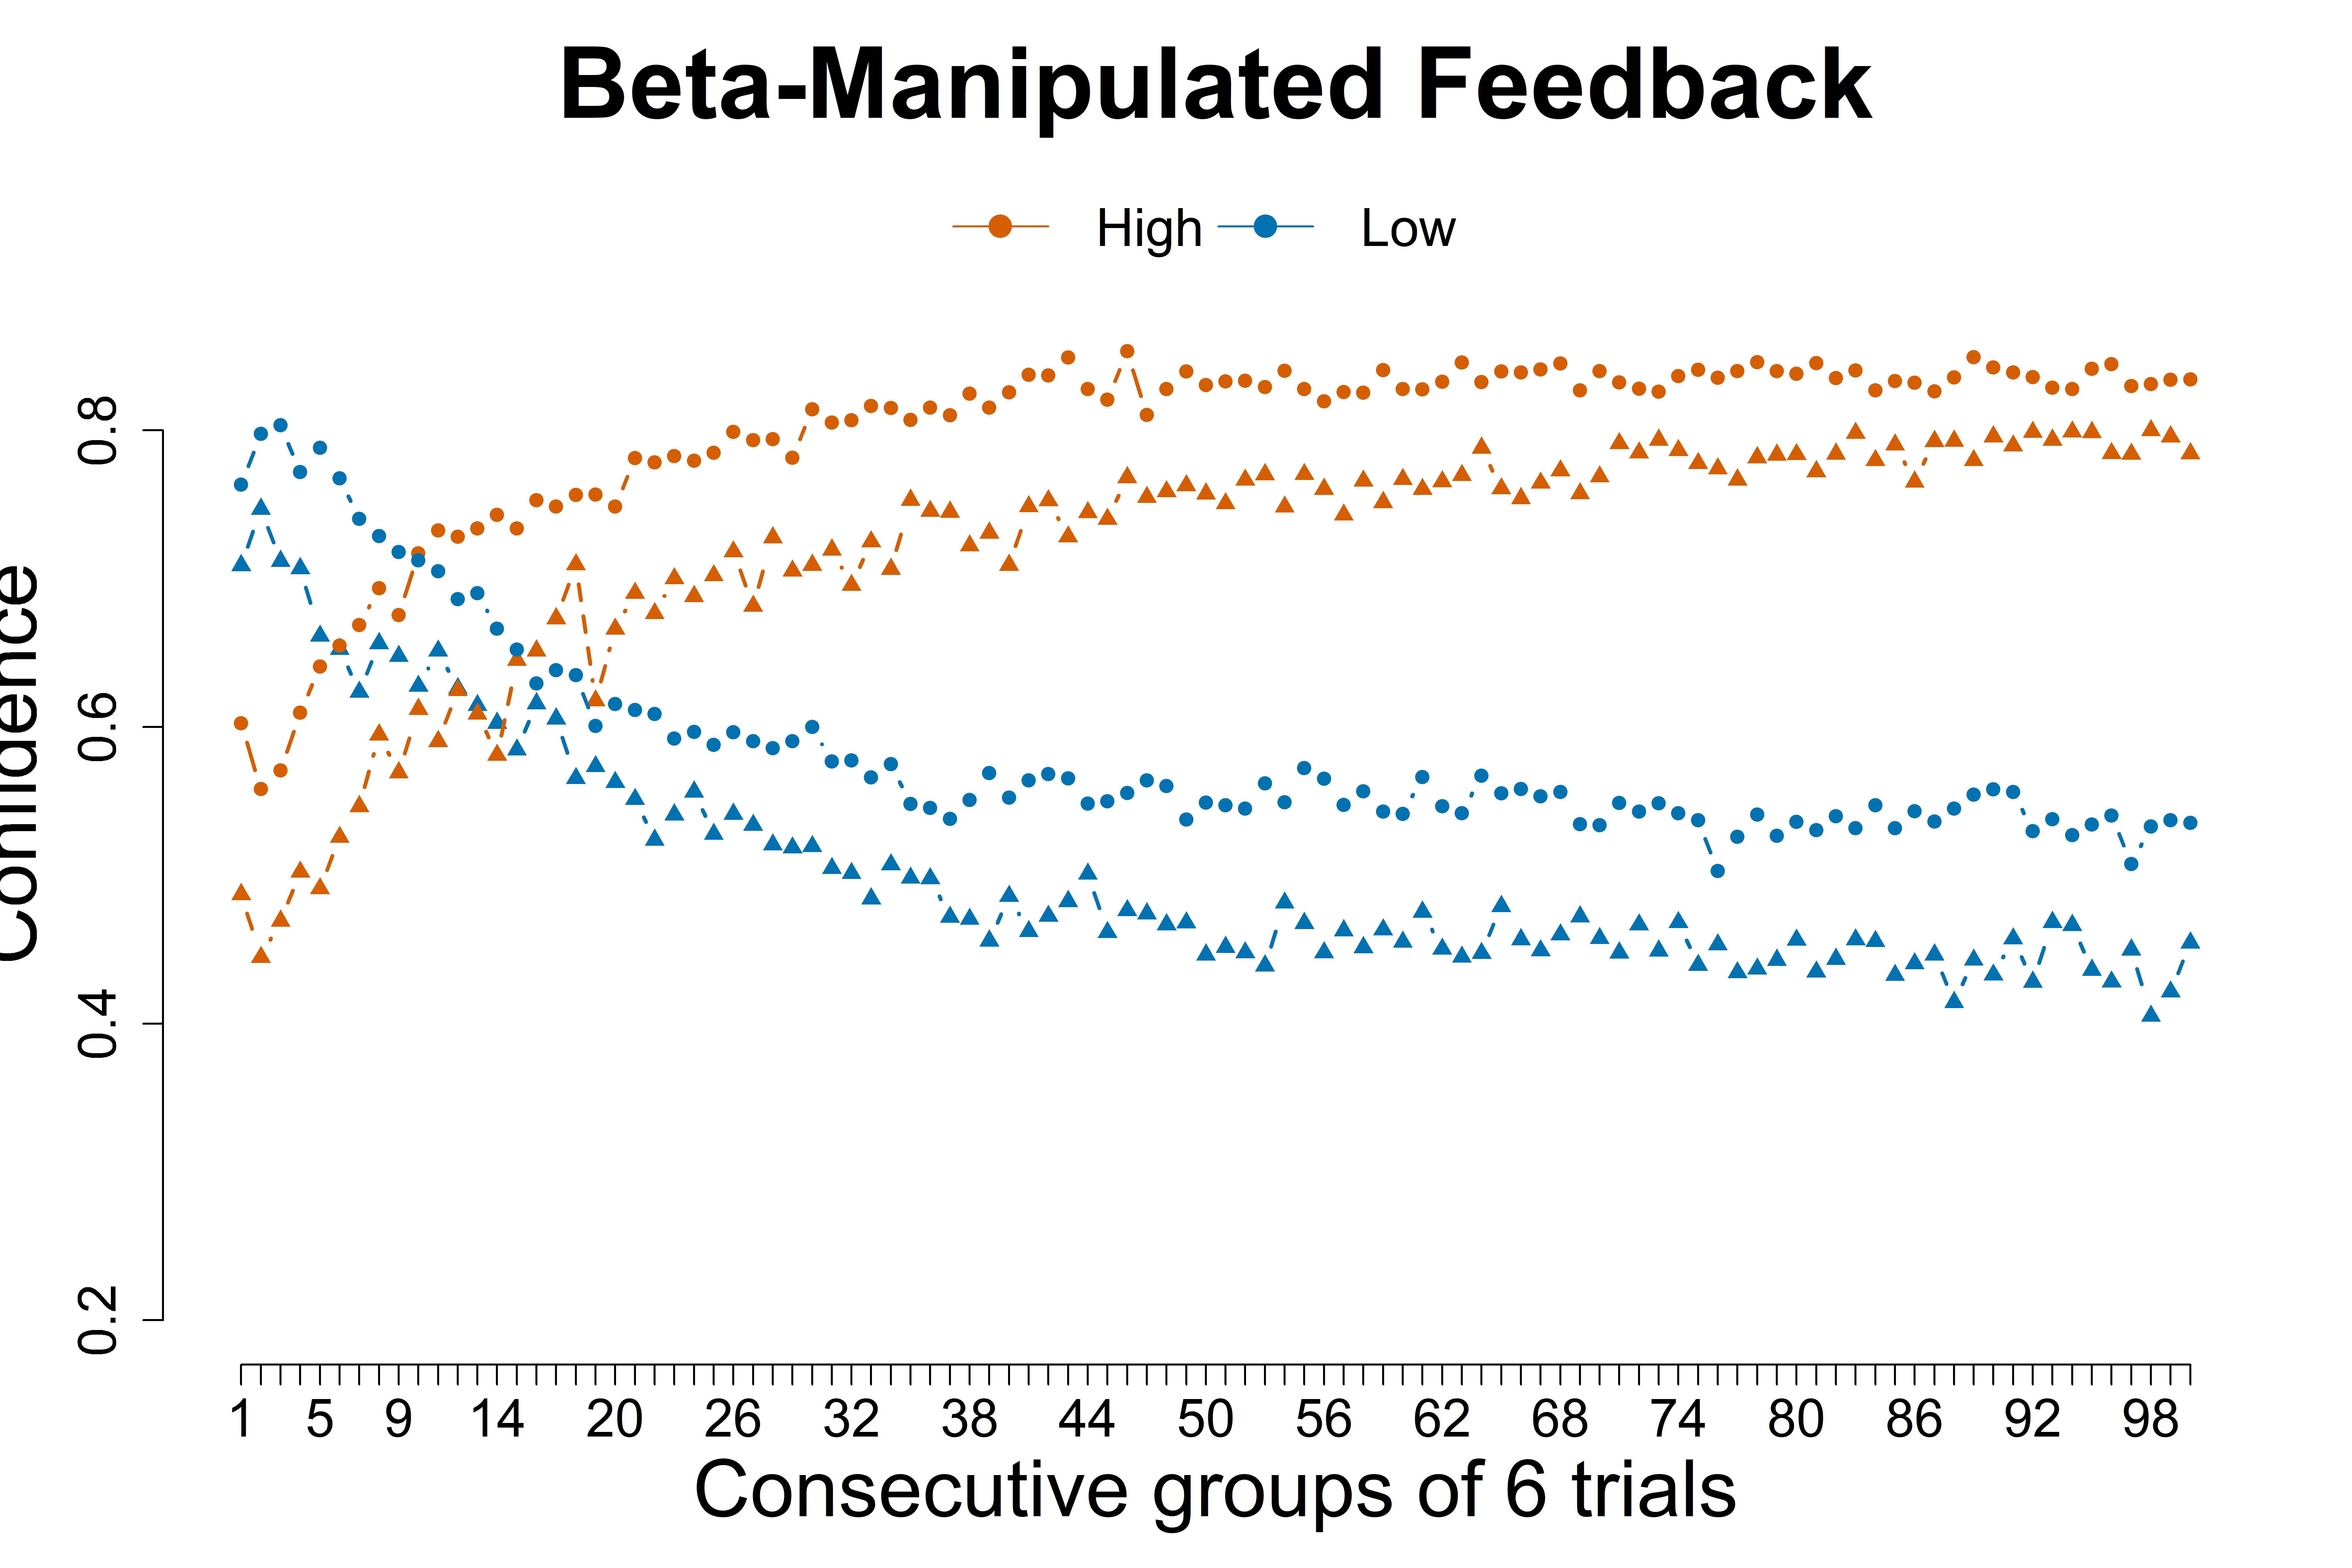 Beta-Manipulated Feedback
High Low
Confidence
0.8
0.6
0.4
0.2
1 5 9 14 20 26 32 38 44 50 56 62 68 74 80 86 92 98
Consecutive groups of 6 trials